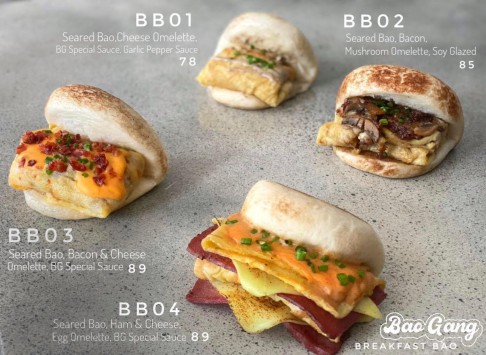 BB01
Seared Bao,Cheese Omelette,
BG Special Sauce, Garlic Pepper Sauce
78
BB02
Seared Bao, Bacon,
Mushroom Omelette, Soy Glazed
85
BB03
Seared Bao, Bacon & Cheese
Omelette, BG Special Sauce 89
BB04
Seared Bao, Ham & Cheese,
Egg Omelette, BG Special Sauce 89
Bao Gang
BREAKFAST BAO